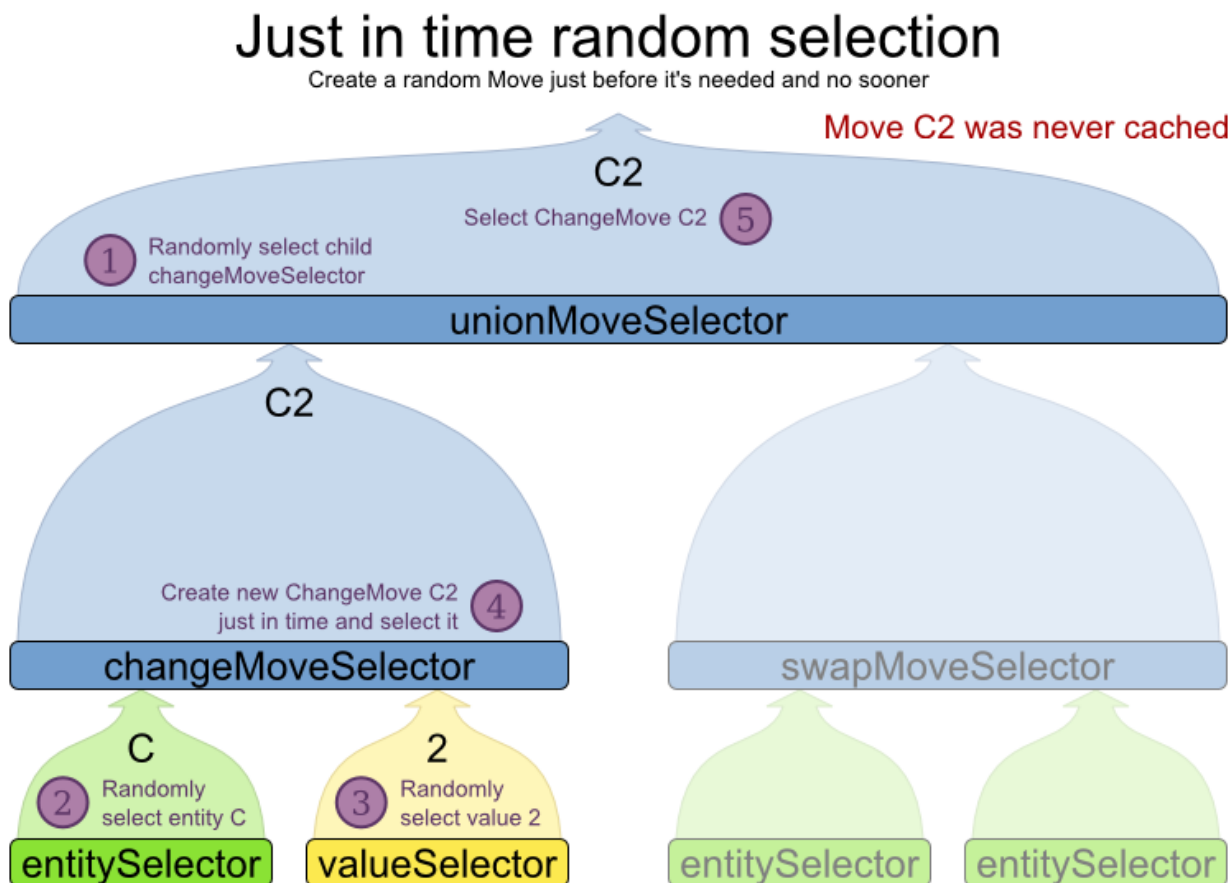 Just in time random selection
Create a random Move just before it's needed and no sooner
Move C2 was never cached
C2
Select ChangeMove C2 5
1 Randomly select child
changeMoveSelector
unionMoveSelector
C2
Create new ChangeMove C2
just in time and select it
4
changeMoveSelector
swapMoveSelector
C
2 Randomly
select entity C
2
3 Randomly
select value 2
entitySelector
valueSelector
entitySelector
entitySelector